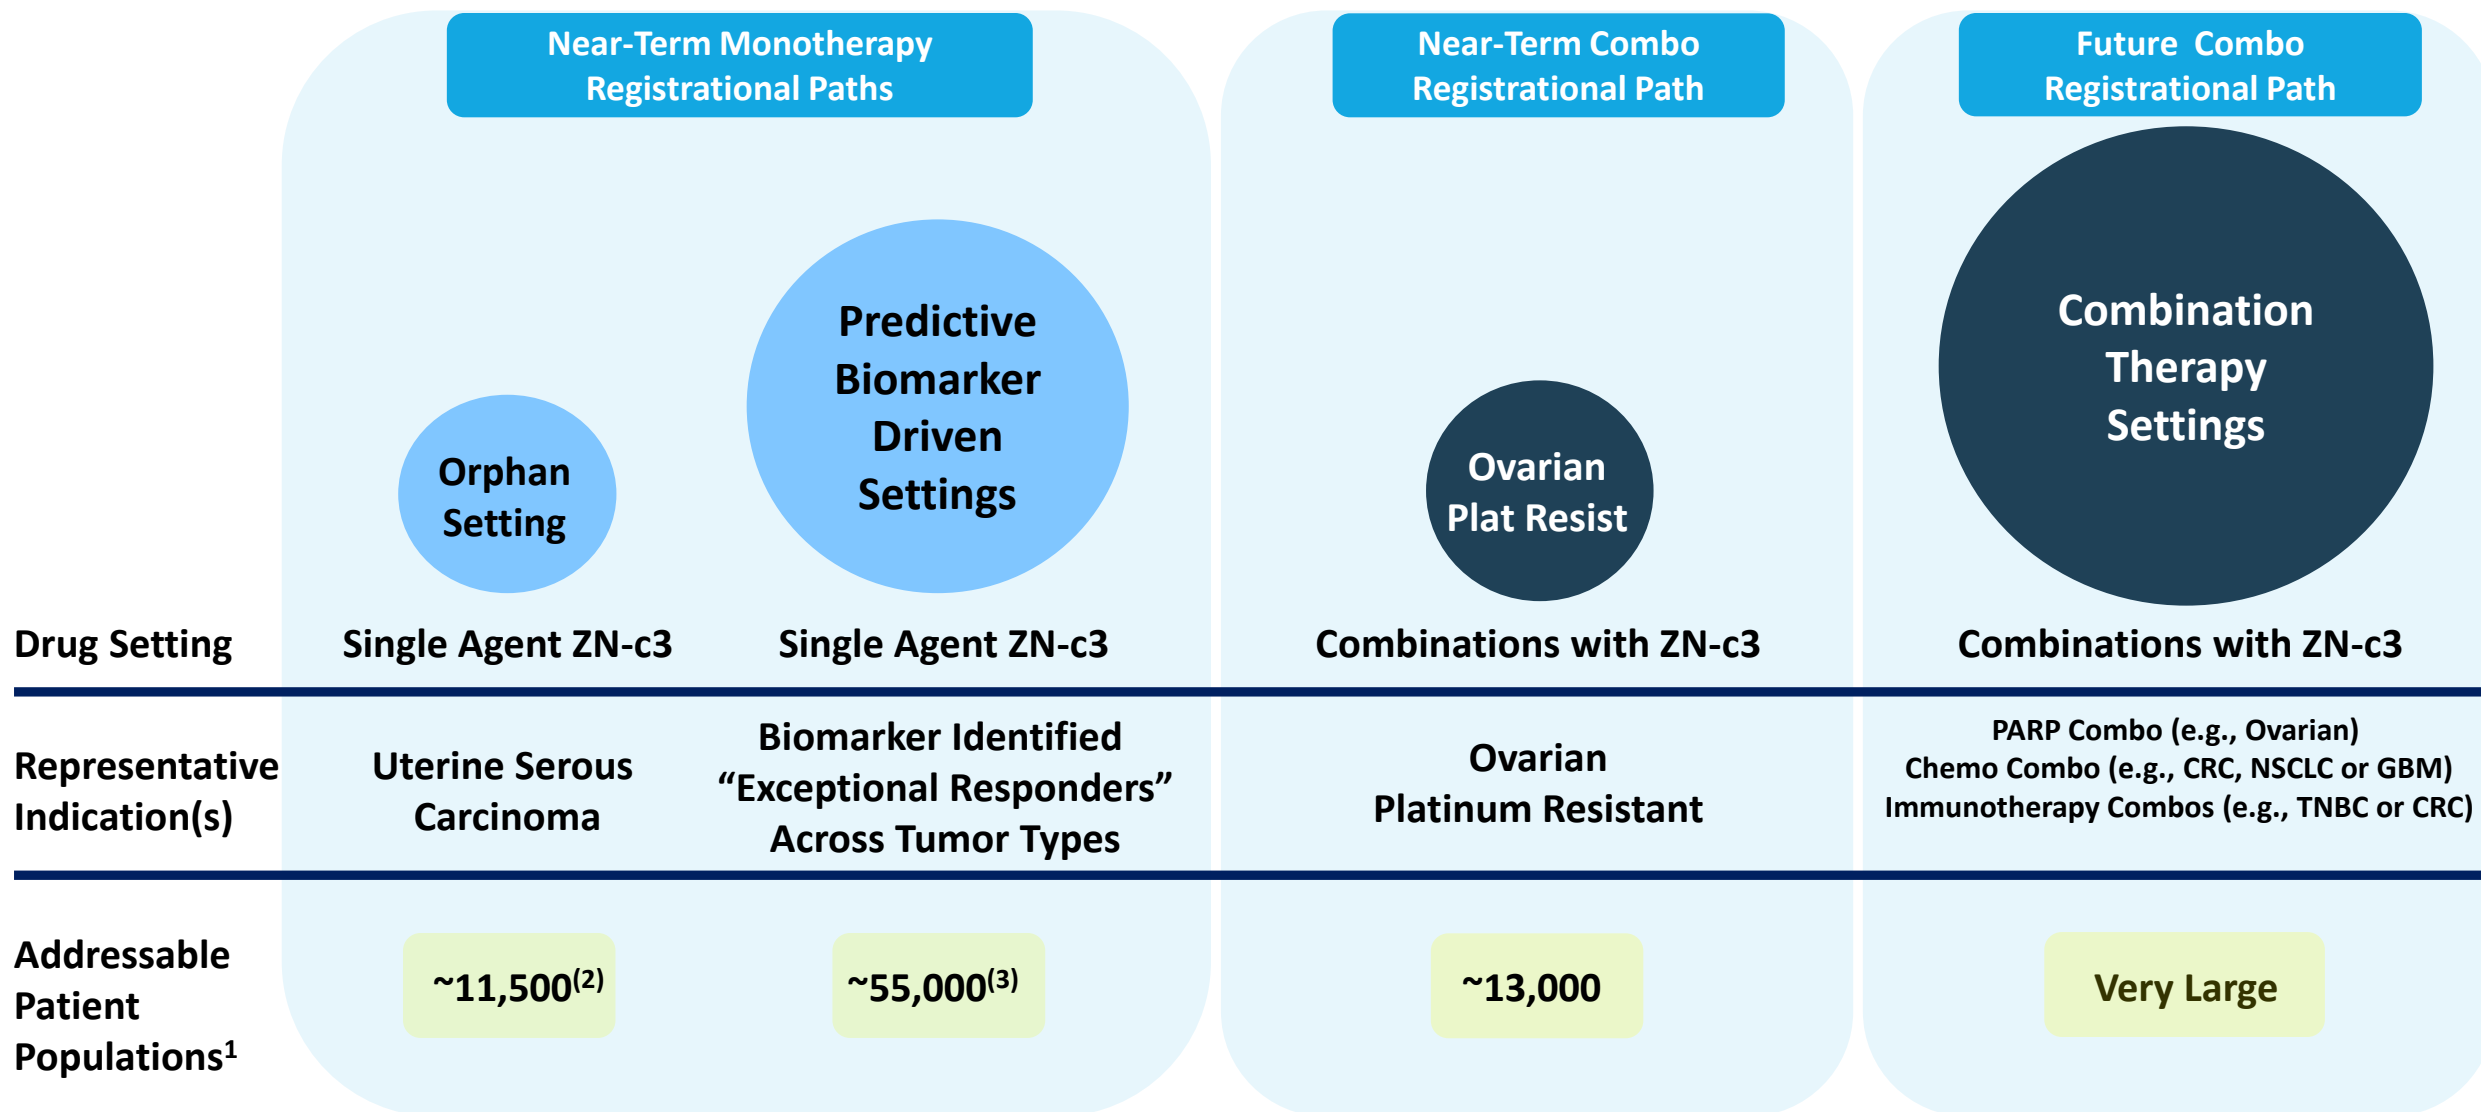 Near-Term Monotherapy
Registrational Paths
Near-Term Combo
Registrational Path
Future Combo
Registrational Path
Orphan
Setting
Predictive
Biomarker
Driven
Settings
Ovarian
Plat Resist
Combination
Therapy
Settings
Drug Setting
Single Agent ZN-c3
Single Agent ZN-c3
Combinations with ZN-c3
Combinations with ZN-c3
Representative
Indication(s)
Uterine Serous
Carcinoma
Biomarker Identified
“Exceptional Responders”
Across Tumor Types
Ovarian
Platinum Resistant
PARP Combo (e.g., Ovarian)
Chemo Combo (e.g., CRC, NSCLC or GBM)
Immunotherapy Combos (e.g., TNBC or CRC)
Addressable
Patient
Populations1
~11,500(2)
~55,000(3)
~13,000
Very Large